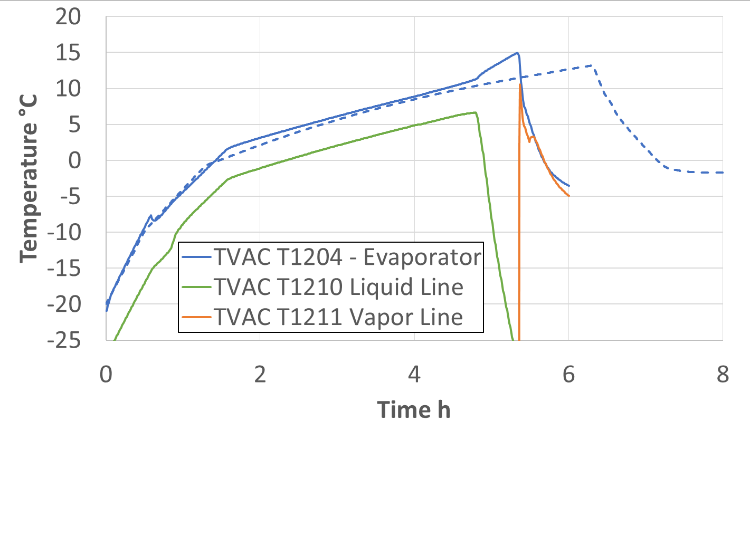 20
15
10
5
0
-5
-10
-15
-20
-25
Temperature °C
TVAC T1204 - Evaporator
TVAC T1210 Liquid Line
TVAC T1211 Vapor Line
0 2 4 6 8
Time h